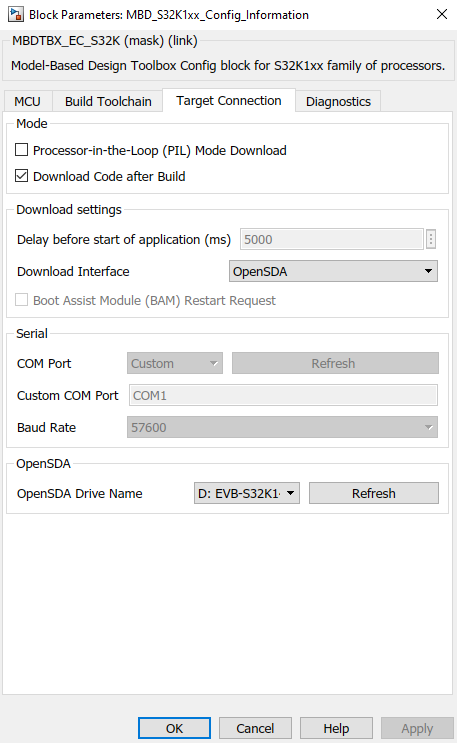 Block Parameters: MBD_S32K1xx_Config_Information
MBDTBX_EC_S32K (mask) (link)
Model-Based Design Toolbox Config block for S32K1xx family of processors.
MCU Build Toolchain Target Connection Diagnostics
Mode
Processor-in-the-Loop (PIL) Mode Download
Download Code after Build
Download settings
Delay before start of application (ms) 5000
Download Interface OpenSDA
Boot Assist Module (BAM) Restart Request
Serial
COM Port Custom Refresh
Custom COM Port COM1
Baud Rate 57600
OpenSDA
OpenSDA Drive Name D: EVB-S32K1 Refresh
OK Cancel Help Apply